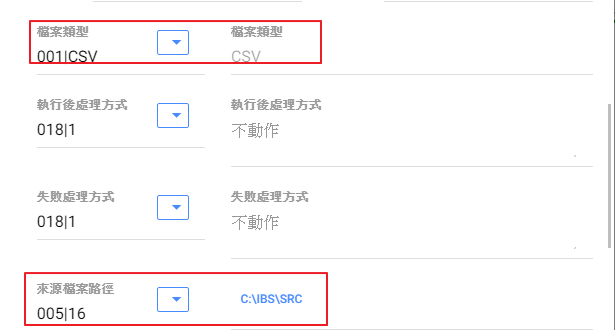 檔案類型 檔案類型
001|CSV CSV
執行後處理方式 執行後處理方式
018|1 不動作
失敗處理方式 失敗處理方式
018|1 不動作
來源檔案路徑
005|16 C:\IBS\SRC